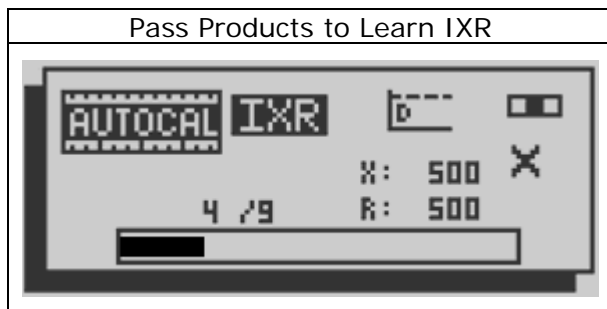 Pass Products to Learn IXR
AUTOCAL IXR D
X: 500
4 /9 R: 500